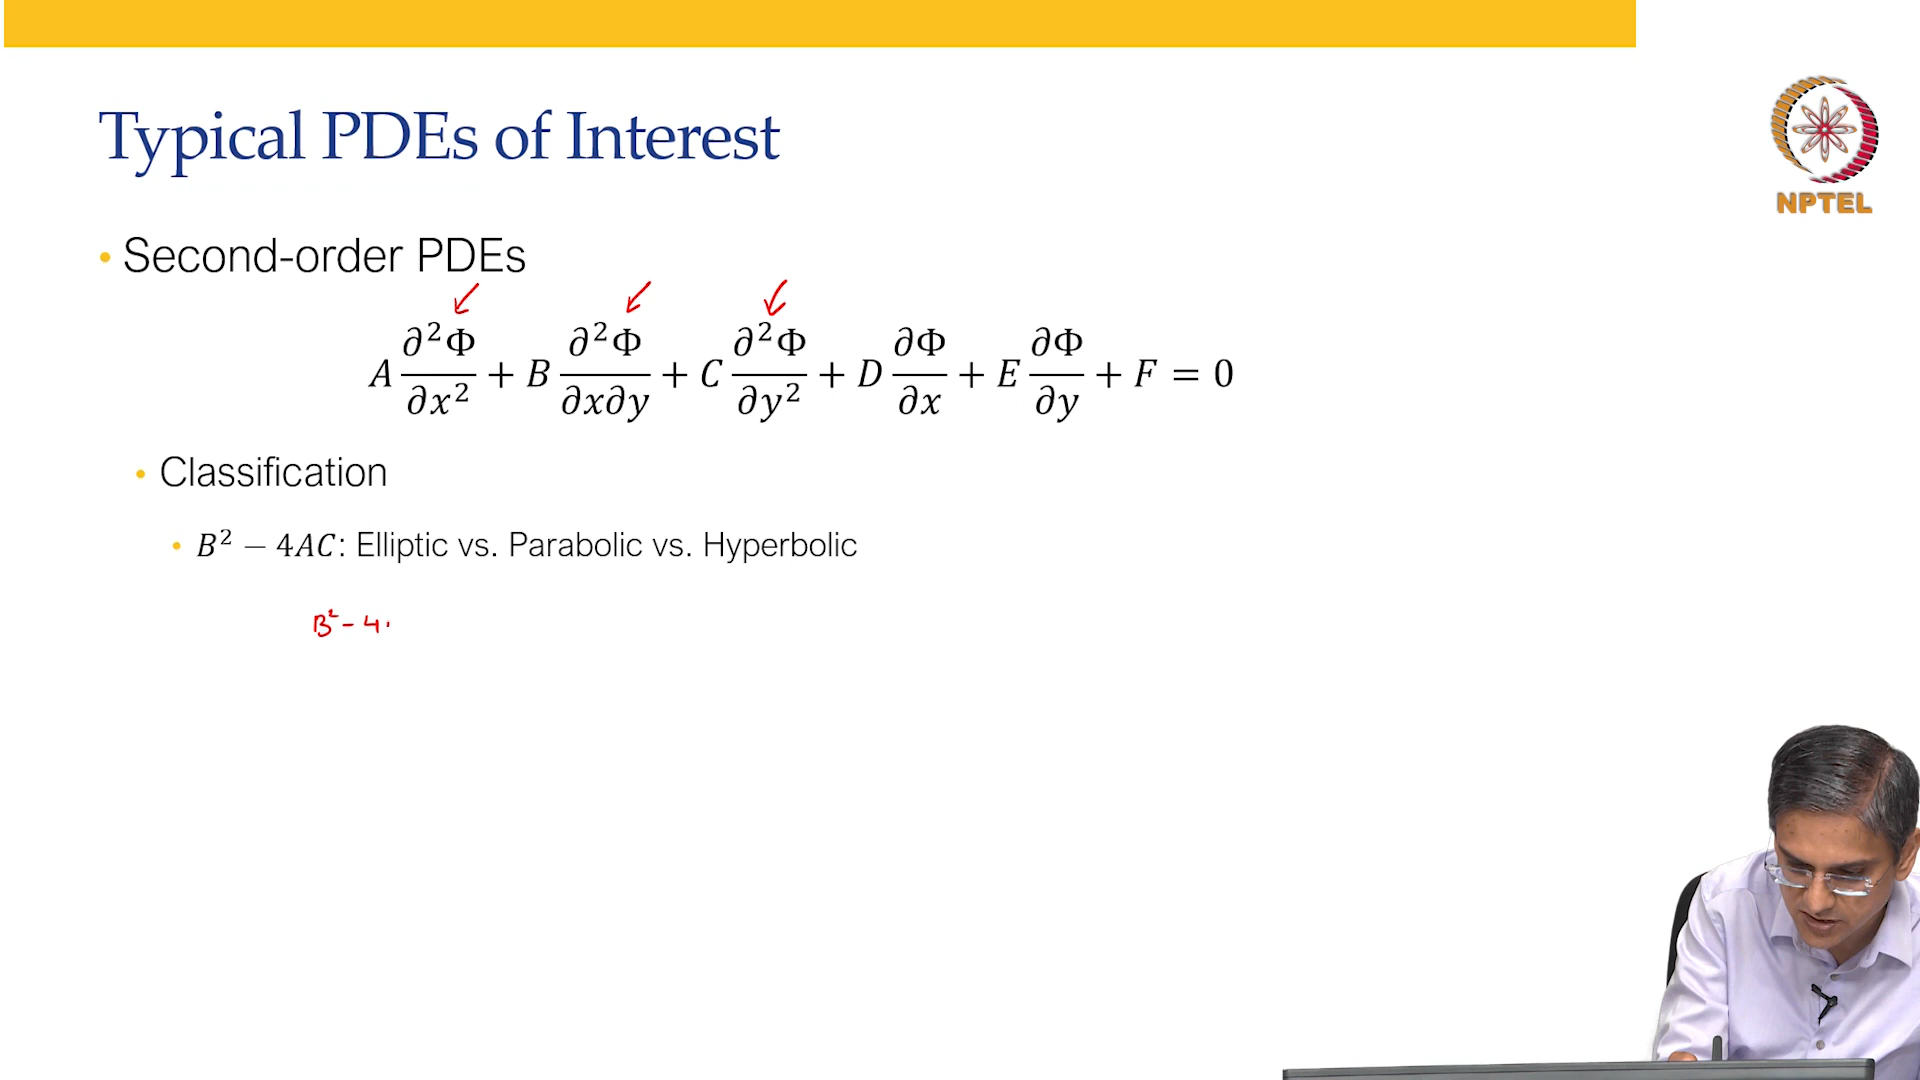 Typical PDEs of Interest
NPTEL
• Second-order PDEs
A ∂²Φ/∂x² + B ∂²Φ/∂x∂y + C ∂²Φ/∂y² + D ∂Φ/∂x + E ∂Φ/∂y + F = 0
• Classification
• B² − 4AC: Elliptic vs. Parabolic vs. Hyperbolic
B² - 4